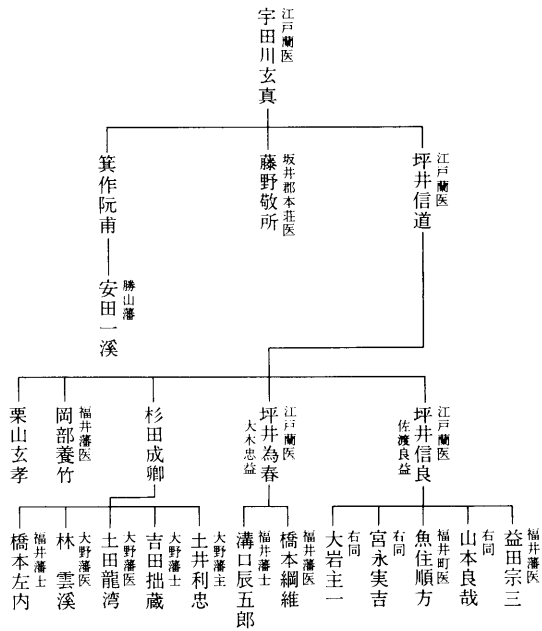 江戸蘭医
宇田川玄真
江戸蘭医
坪井信道
坂井郡本荘医
藤野敬所
箕作阮甫
勝山藩
安田一溪
江戸蘭医
坪井信良
佐渡良益
江戸蘭医
坪井為春
大木忠益
杉田成卿
福井藩医
岡部養竹
栗山玄孝
福井藩医
益田宗三
右同
山本良哉
福井町医
魚住順方
右同
宮永実吉
右同
大岩主一
福井藩医
橋本綱維
福井藩士
溝口辰五郎
大野藩主
土井利忠
大野藩士
吉田拙蔵
大野藩医
土田龍湾
大野藩医
林雲溪
福井藩士
橋本左内